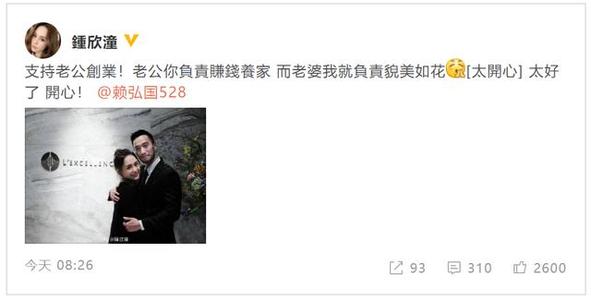 鍾欣潼
支持老公創業！老公你負責賺錢養家 而老婆我就負責貌美如花[太開心] 太好
了 開心！ @赖弘国528
L'EXCELLENCE
今天 08:26
93
310
2600